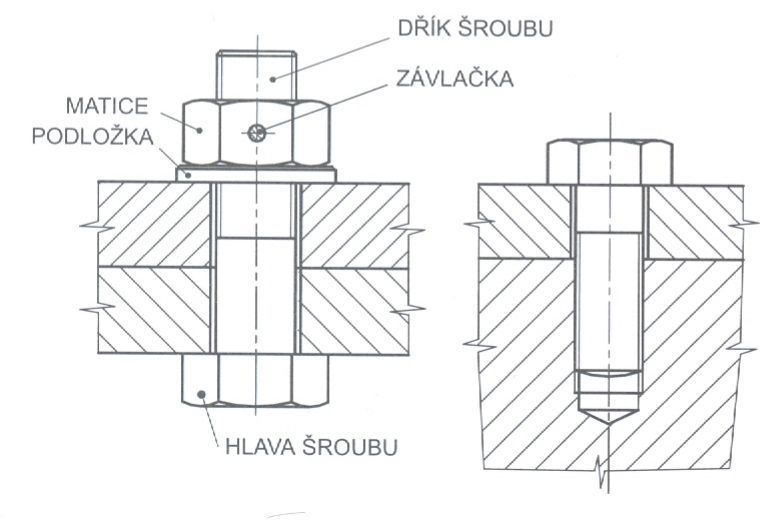 DŘÍK ŠROUBU
ZÁVLAČKA
MATICE
PODLOŽKA
HLAVA ŠROUBU